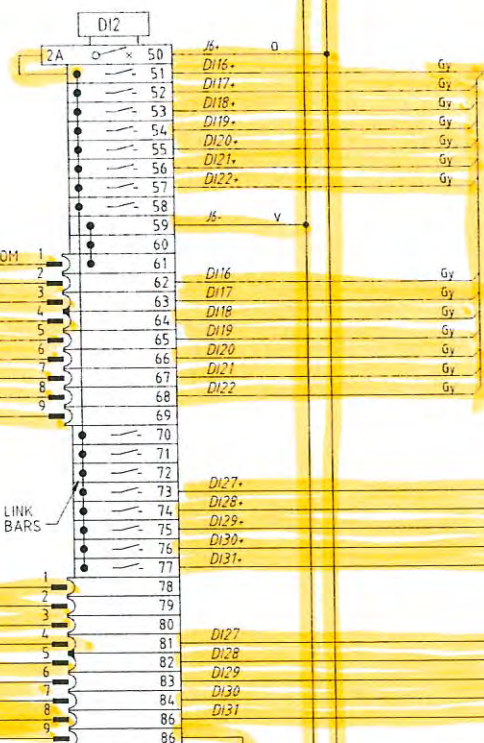 DI2
2A 50 J6+ O
51 DI16+ Gy
52 DI17+ Gy
53 DI18+ Gy
54 DI19+ Gy
55 DI20+ Gy
56 DI21+ Gy
57 DI22+ Gy
58
59 J6- V
60
OM 1 61
2 62 DI16 Gy
3 63 DI17 Gy
4 64 DI18 Gy
5 65 DI19 Gy
6 66 DI20 Gy
7 67 DI21 Gy
8 68 DI22 Gy
9 69
70
71
72
73 DI27+
74 DI28+
75 DI29+
76 DI30+
77 DI31+
LINK
BARS
1 78
2 79
3 80
4 81 DI27
5 82 DI28
6 83 DI29
7 84 DI30
8 86 DI31
9 86